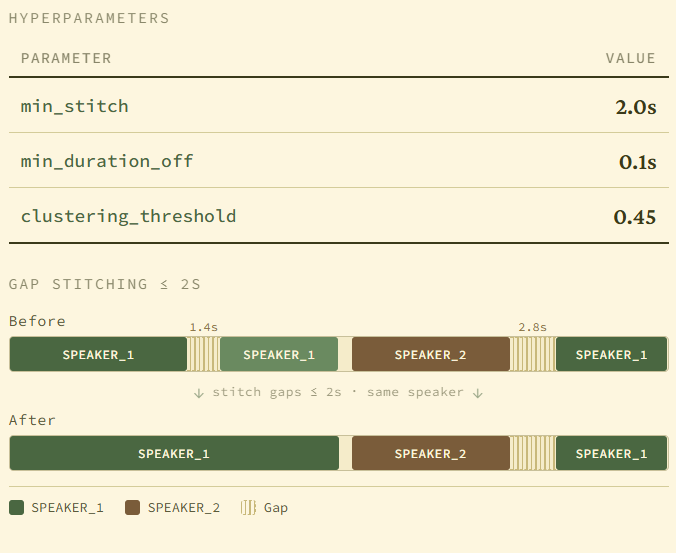 HYPERPARAMETERS
PARAMETER VALUE
min_stitch 2.0s
min_duration_off 0.1s
clustering_threshold 0.45
GAP STITCHING ≤ 2S
Before
1.4s 2.8s
SPEAKER_1 SPEAKER_1 SPEAKER_2 SPEAKER_1
↓ stitch gaps ≤ 2s · same speaker ↓
After
SPEAKER_1 SPEAKER_2 SPEAKER_1
SPEAKER_1 SPEAKER_2 Gap